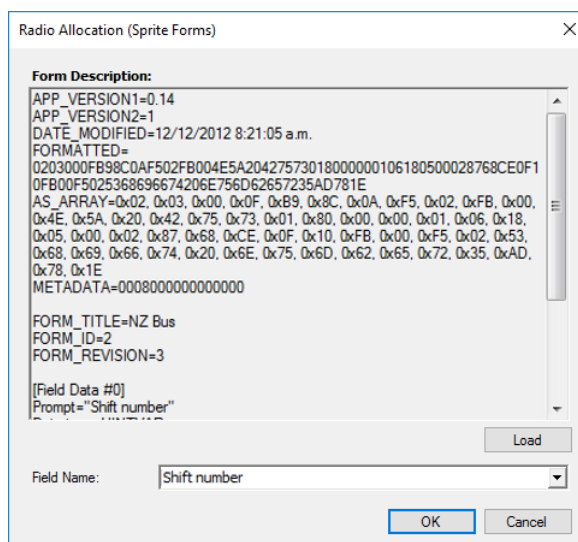 Radio Allocation (Sprite Forms)
Form Description:
APP_VERSION1=0.14
APP_VERSION2=1
DATE_MODIFIED=12/12/2012 8:21:05 a.m.
FORMATTED=
0203000FB98C0AF502FB004E5A20427573018000000106180500028768CE0F1
0FB00F5025368696674206E756D62657235AD781E
AS_ARRAY=0x02, 0x03, 0x00, 0x0F, 0xB9, 0x8C, 0x0A, 0xF5, 0x02, 0xFB, 0x00,
0x4E, 0x5A, 0x20, 0x42, 0x75, 0x73, 0x01, 0x80, 0x00, 0x00, 0x01, 0x06, 0x18,
0x05, 0x00, 0x02, 0x87, 0x68, 0xCE, 0x0F, 0x10, 0xFB, 0x00, 0xF5, 0x02, 0x53,
0x68, 0x69, 0x66, 0x74, 0x20, 0x6E, 0x75, 0x6D, 0x62, 0x65, 0x72, 0x35, 0xAD,
0x78, 0x1E
METADATA=0008000000000000
FORM_TITLE=NZ Bus
FORM_ID=2
FORM_REVISION=3
[Field Data #0]
Prompt="Shift number"
Load
Field Name:
Shift number
OK
Cancel